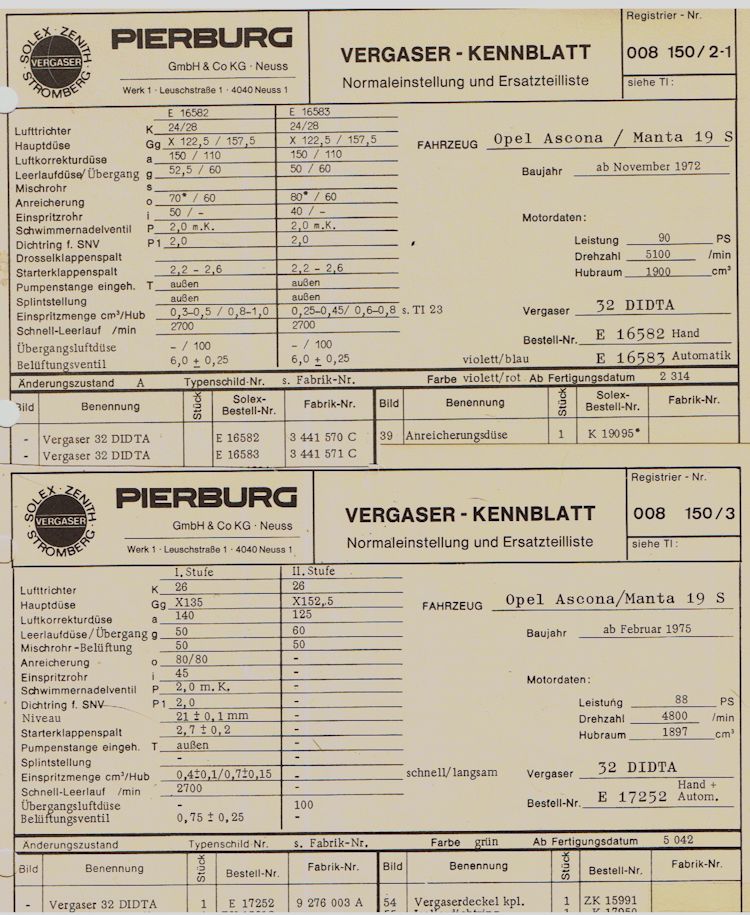 SOLEX · ZENITH
STROMBERG
VERGASER
PIERBURG
GmbH & Co KG · Neuss
Werk 1 · Leuschstraße 1 · 4040 Neuss 1
VERGASER - KENNBLATT
Normaleinstellung und Ersatzteilliste
Registrier - Nr.
008 150/2-1
siehe TI:
E 16582 E 16583
Lufttrichter K 24/28 24/28
Hauptdüse Gg X 122,5 / 157,5 X 122,5 / 157,5
Luftkorrekturdüse a 150 / 110 150 / 110
Leerlaufdüse/Übergang g 52,5 / 60 50 / 60
Mischrohr s
Anreicherung o 70* / 60 80* / 60
Einspritzrohr i 50 / - 40 / -
Schwimmernadelventil P 2,0 m.K. 2,0 m.K.
Dichtring f. SNV P1 2,0 2,0
Drosselklappenspalt
Starterklappenspalt 2,2 - 2,6 2,2 - 2,6
Pumpenstange eingeh. T außen außen
Splintstellung außen außen
Einspritzmenge cm³/Hub 0,3-0,5 / 0,8-1,0 0,25-0,45/ 0,6-0,8 s. TI 23
Schnell-Leerlauf /min 2700 2700
Übergangsluftdüse - / 100 - / 100
Belüftungsventil 6,0 ± 0,25 6,0 ± 0,25
FAHRZEUG Opel Ascona / Manta 19 S
Baujahr ab November 1972
Motordaten:
Leistung 90 PS
Drehzahl 5100 /min
Hubraum 1900 cm³
Vergaser 32 DIDTA
Bestell-Nr. E 16582 Hand
violett/blau E 16583 Automatik
Änderungszustand A Typenschild-Nr. s. Fabrik-Nr. Farbe violett/rot Ab Fertigungsdatum 2 314
Bild Benennung Stück Solex-Bestell-Nr. Fabrik-Nr. Bild Benennung Stück Solex-Bestell-Nr. Fabrik-Nr.
- Vergaser 32 DIDTA E 16582 3 441 570 C 39 Anreicherungsdüse 1 K 19095*
- Vergaser 32 DIDTA E 16583 3 441 571 C
SOLEX · ZENITH
STROMBERG
VERGASER
PIERBURG
GmbH & Co KG · Neuss
Werk 1 · Leuschstraße 1 · 4040 Neuss 1
VERGASER - KENNBLATT
Normaleinstellung und Ersatzteilliste
Registrier - Nr.
008 150/3
siehe TI:
I. Stufe II. Stufe
Lufttrichter K 26 26
Hauptdüse Gg X135 X152,5
Luftkorrekturdüse a 140 125
Leerlaufdüse/Übergang g 50 60
Mischrohr-Belüftung 50 50
Anreicherung o 80/80 -
Einspritzrohr i 45 -
Schwimmernadelventil P 2,0 m. K. -
Dichtring f. SNV P1 2,0 -
Niveau 21 ± 0,1 mm -
Starterklappenspalt 2,7 ± 0,2 -
Pumpenstange eingeh. T außen -
Splintstellung - -
Einspritzmenge cm³/Hub 0,4±0,1/0,7±0,15 - schnell/langsam
Schnell-Leerlauf /min 2700 -
Übergangsluftdüse - 100
Belüftungsventil 0,75 ± 0,25 -
FAHRZEUG Opel Ascona/Manta 19 S
Baujahr ab Februar 1975
Motordaten:
Leistung 88 PS
Drehzahl 4800 /min
Hubraum 1897 cm³
Vergaser 32 DIDTA
Bestell-Nr. E 17252 Hand + Autom.
Änderungszustand Typenschild Nr. s. Fabrik-Nr. Farbe grün Ab Fertigungsdatum 5 042
Bild Benennung Stück Bestell-Nr. Fabrik-Nr. Bild Benennung Stück Bestell-Nr. Fabrik-Nr.
- Vergaser 32 DIDTA 1 E 17252 9 276 003 A 54 Vergaserdeckel kpl. 1 ZK 15991